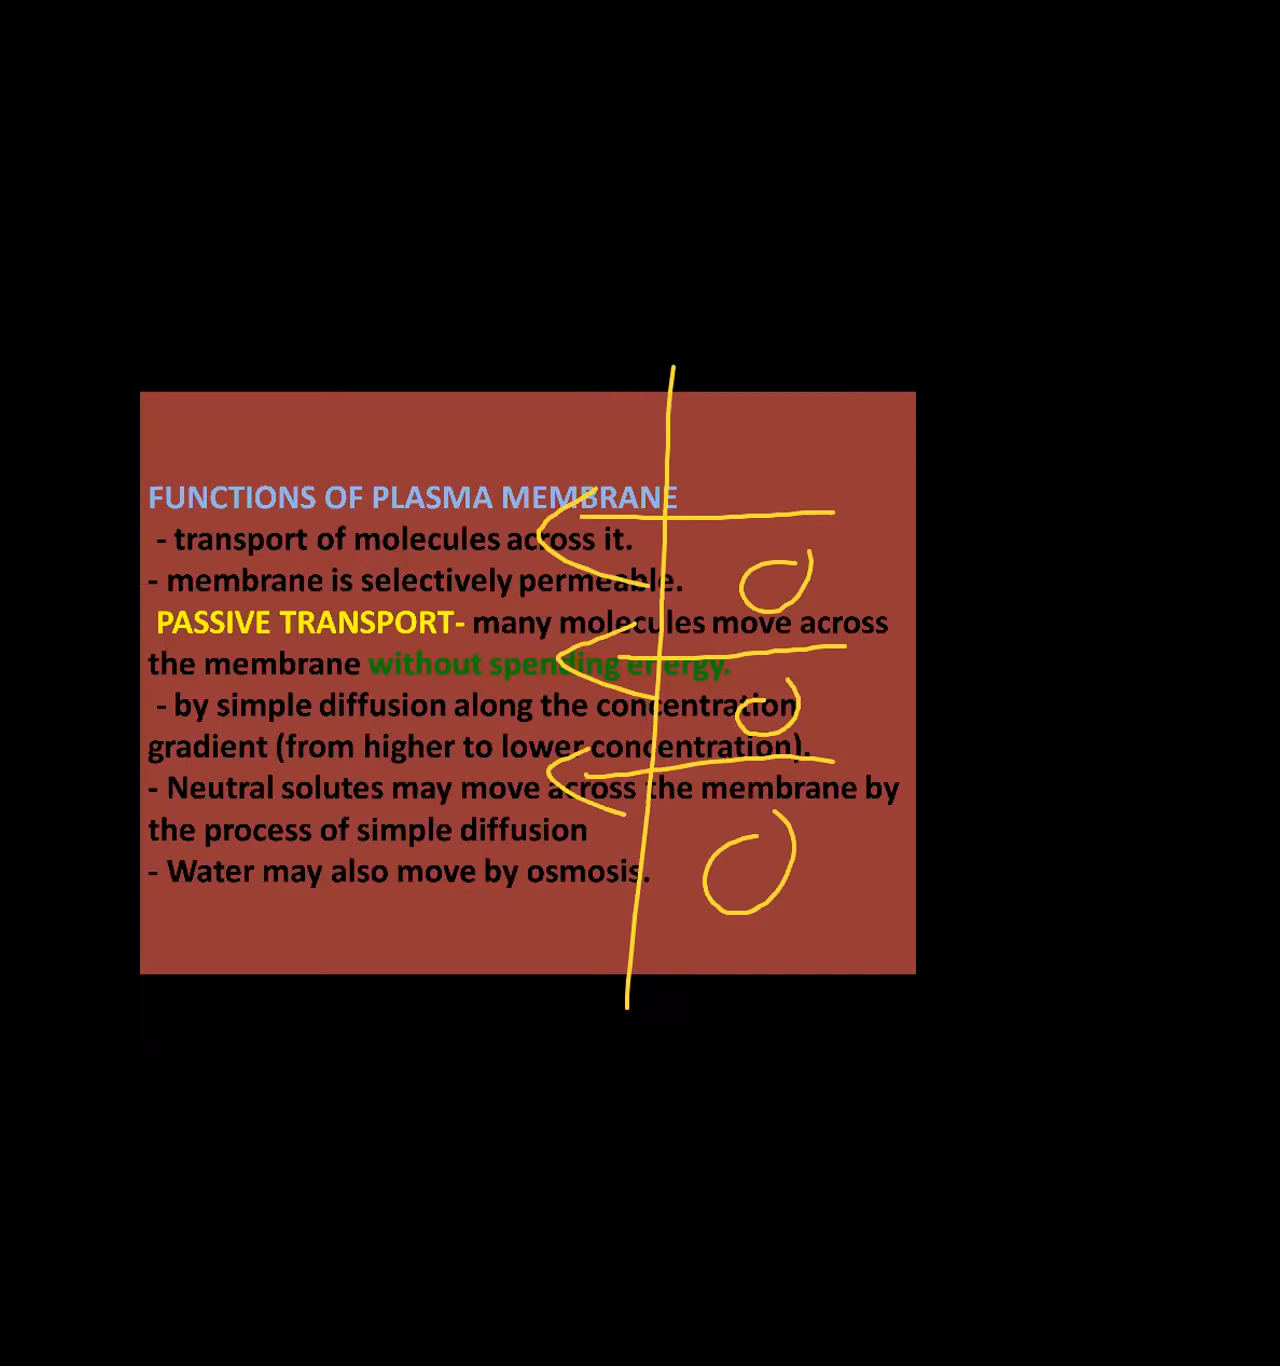 FUNCTIONS OF PLASMA MEMBRANE
- transport of molecules across it.
- membrane is selectively permeable.
PASSIVE TRANSPORT- many molecules move across
the membrane without spending energy.
- by simple diffusion along the concentration
gradient (from higher to lower concentration).
- Neutral solutes may move across the membrane by
the process of simple diffusion
- Water may also move by osmosis.